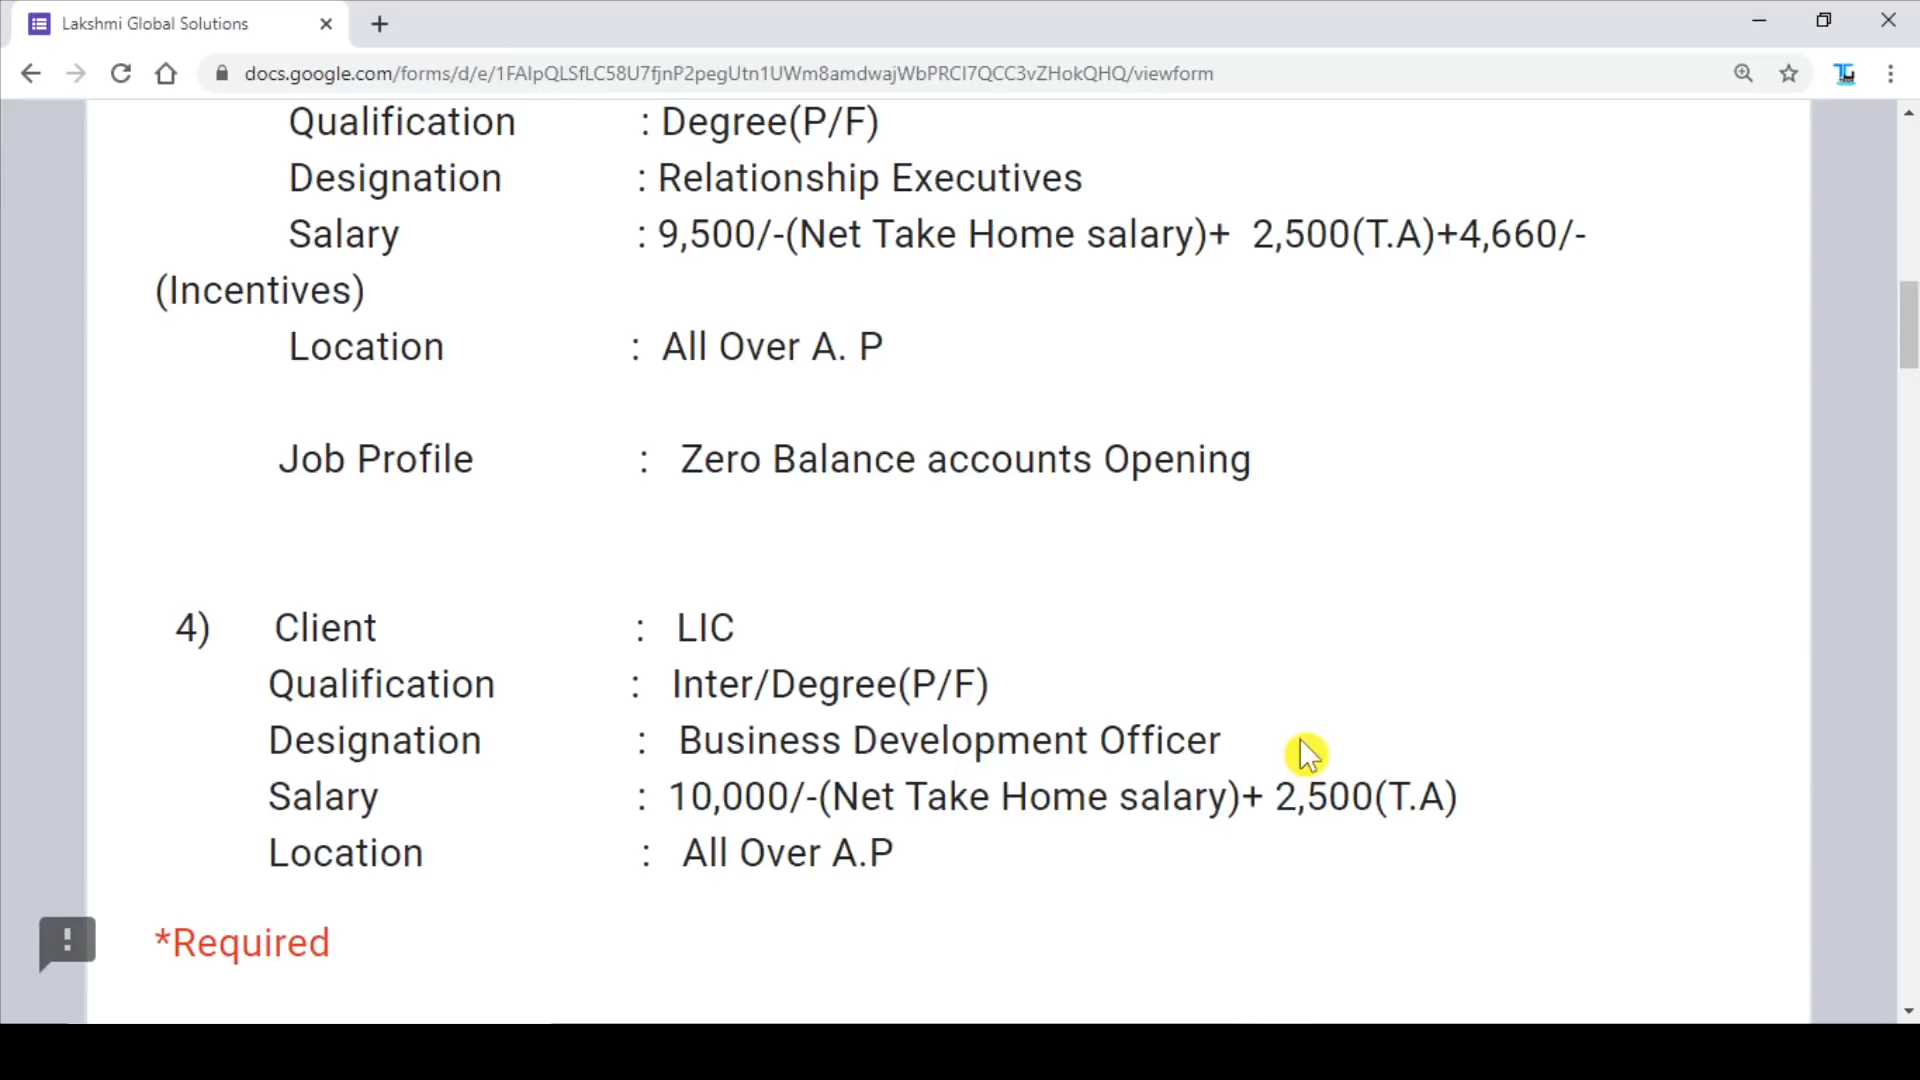 Lakshmi Global Solutions
docs.google.com/forms/d/e/1FAIpQLSfLC58U7fjnP2pegUtn1UWm8amdwajWbPRCI7QCC3vZHokQHQ/viewform
Qualification : Degree(P/F)
Designation : Relationship Executives
Salary : 9,500/-(Net Take Home salary)+ 2,500(T.A)+4,660/-
(Incentives)
Location : All Over A. P
Job Profile : Zero Balance accounts Opening
4) Client : LIC
Qualification : Inter/Degree(P/F)
Designation : Business Development Officer
Salary : 10,000/-(Net Take Home salary)+ 2,500(T.A)
Location : All Over A.P
*Required